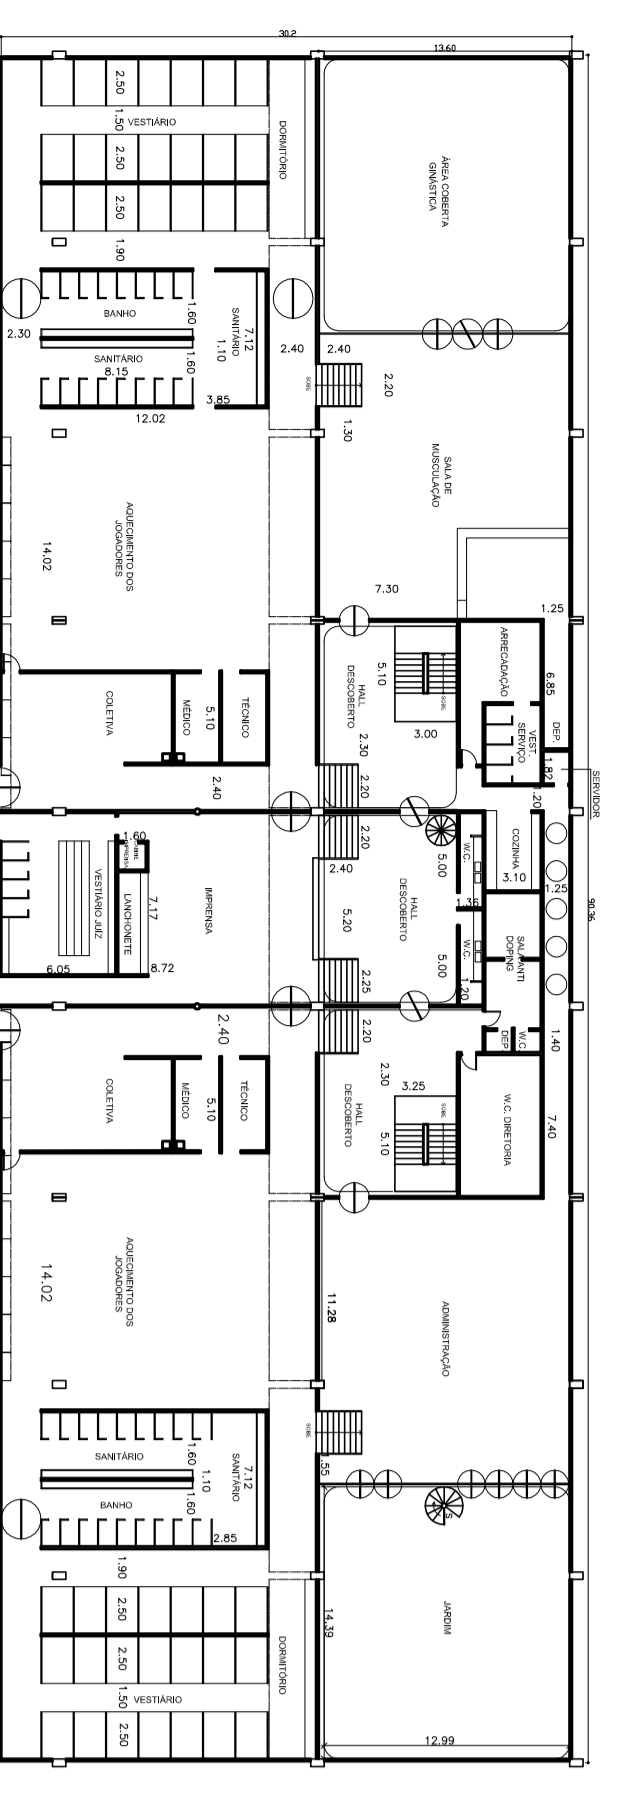 30.2
13.60
2.50
1.50
VESTIÁRIO
2.50
2.50
1.90
DORMITÓRIO
ÁREA COBERTA
GINÁSTICA
BANHO
1.60
SANITÁRIO
7.12
1.10
2.30
SANITÁRIO
8.15
1.60
3.85
12.02
2.40
2.40
SOBE
2.20
1.30
SALA DE
MUSCULAÇÃO
AQUECIMENTO DOS
JOGADORES
14.02
7.30
1.25
ARRECADAÇÃO
6.85
5.10
HALL
DESCOBERTO
SOBE
3.00
2.30
COLETIVA
MÉDICO
5.10
TÉCNICO
VEST.
SERVIÇO
DEP.
1.82
SERVIDOR
2.40
2.20
1.20
2.20
2.40
5.00
W.C.
COZINHA
3.10
1.25
90.36
1.60
CABINE
IMPRENSA
VESTIÁRIO JUÍZ
LANCHONETE
7.17
IMPRENSA
HALL
DESCOBERTO
5.20
1.36
5.00
W.C.
SALA ANTI
DOPING
6.05
8.72
2.25
1.20
2.40
2.20
DEP.
W.C.
1.40
COLETIVA
MÉDICO
5.10
TÉCNICO
2.30
3.25
SOBE
HALL
DESCOBERTO
5.10
W.C. DIRETORIA
7.40
AQUECIMENTO DOS
JOGADORES
14.02
11.28
ADMINISTRAÇÃO
SOBE
1.55
SANITÁRIO
1.60
1.10
SANITÁRIO
7.12
1.60
BANHO
2.85
S
1.90
2.50
2.50
1.50
VESTIÁRIO
2.50
DORMITÓRIO
14.39
JARDIM
12.99